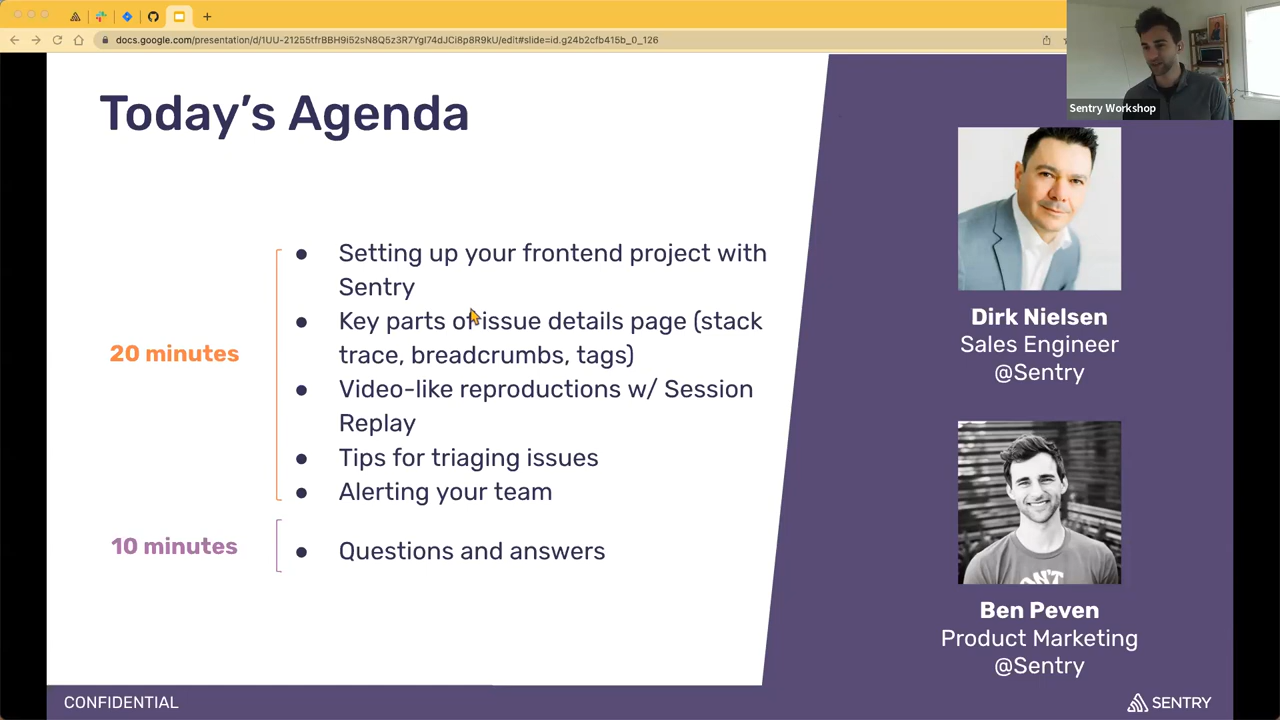 docs.google.com/presentation/d/1UU-21255tfrBBH9i52sN8Q5z3R7YgI74dJCi8p8R9kU/edit#slide=id.g24b2cfb415b_0_126
Sentry Workshop
Today's Agenda
20 minutes
● Setting up your frontend project with
Sentry
● Key parts of issue details page (stack
trace, breadcrumbs, tags)
● Video-like reproductions w/ Session
Replay
● Tips for triaging issues
● Alerting your team
10 minutes
● Questions and answers
Dirk Nielsen
Sales Engineer
@Sentry
Ben Peven
Product Marketing
@Sentry
CONFIDENTIAL
SENTRY